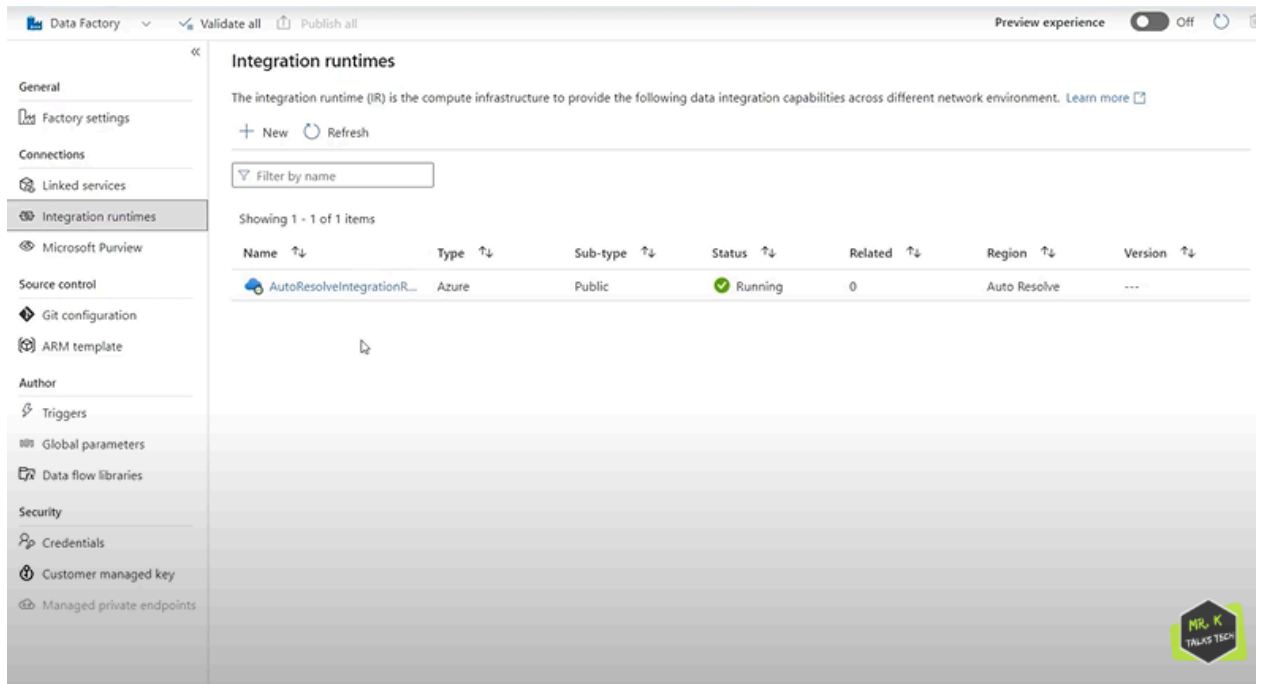 Data Factory
Validate all
Publish all
Preview experience
Off
«
General
Factory settings
Connections
Linked services
Integration runtimes
Microsoft Purview
Source control
Git configuration
ARM template
Author
Triggers
Global parameters
Data flow libraries
Security
Credentials
Customer managed key
Managed private endpoints
Integration runtimes
The integration runtime (IR) is the compute infrastructure to provide the following data integration capabilities across different network environment. Learn more
New Refresh
Filter by name
Showing 1 - 1 of 1 items
Name Type Sub-type Status Related Region Version
AutoResolveIntegrationR... Azure Public Running 0 Auto Resolve ---
MR. K
TALKS TECH